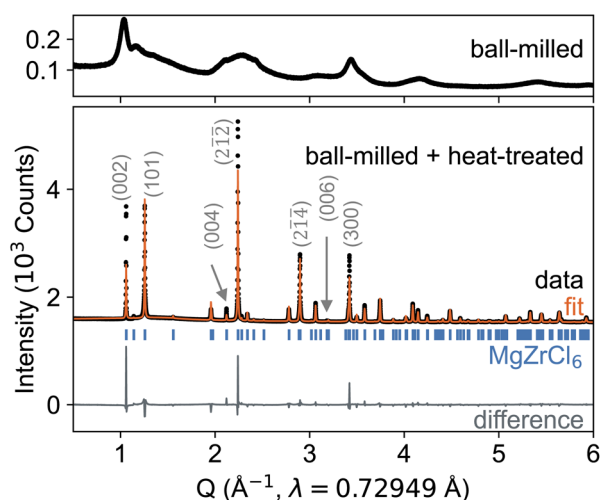 0.2
0.1
ball-milled
Intensity (10³ Counts)
4
2
0
(002)
(101)
(004)
(21̅2̅)
(21̅4̅)
(006)
(300)
ball-milled + heat-treated
data
fit
MgZrCl₆
difference
1
2
3
4
5
6
Q (Å⁻¹, λ = 0.72949 Å)